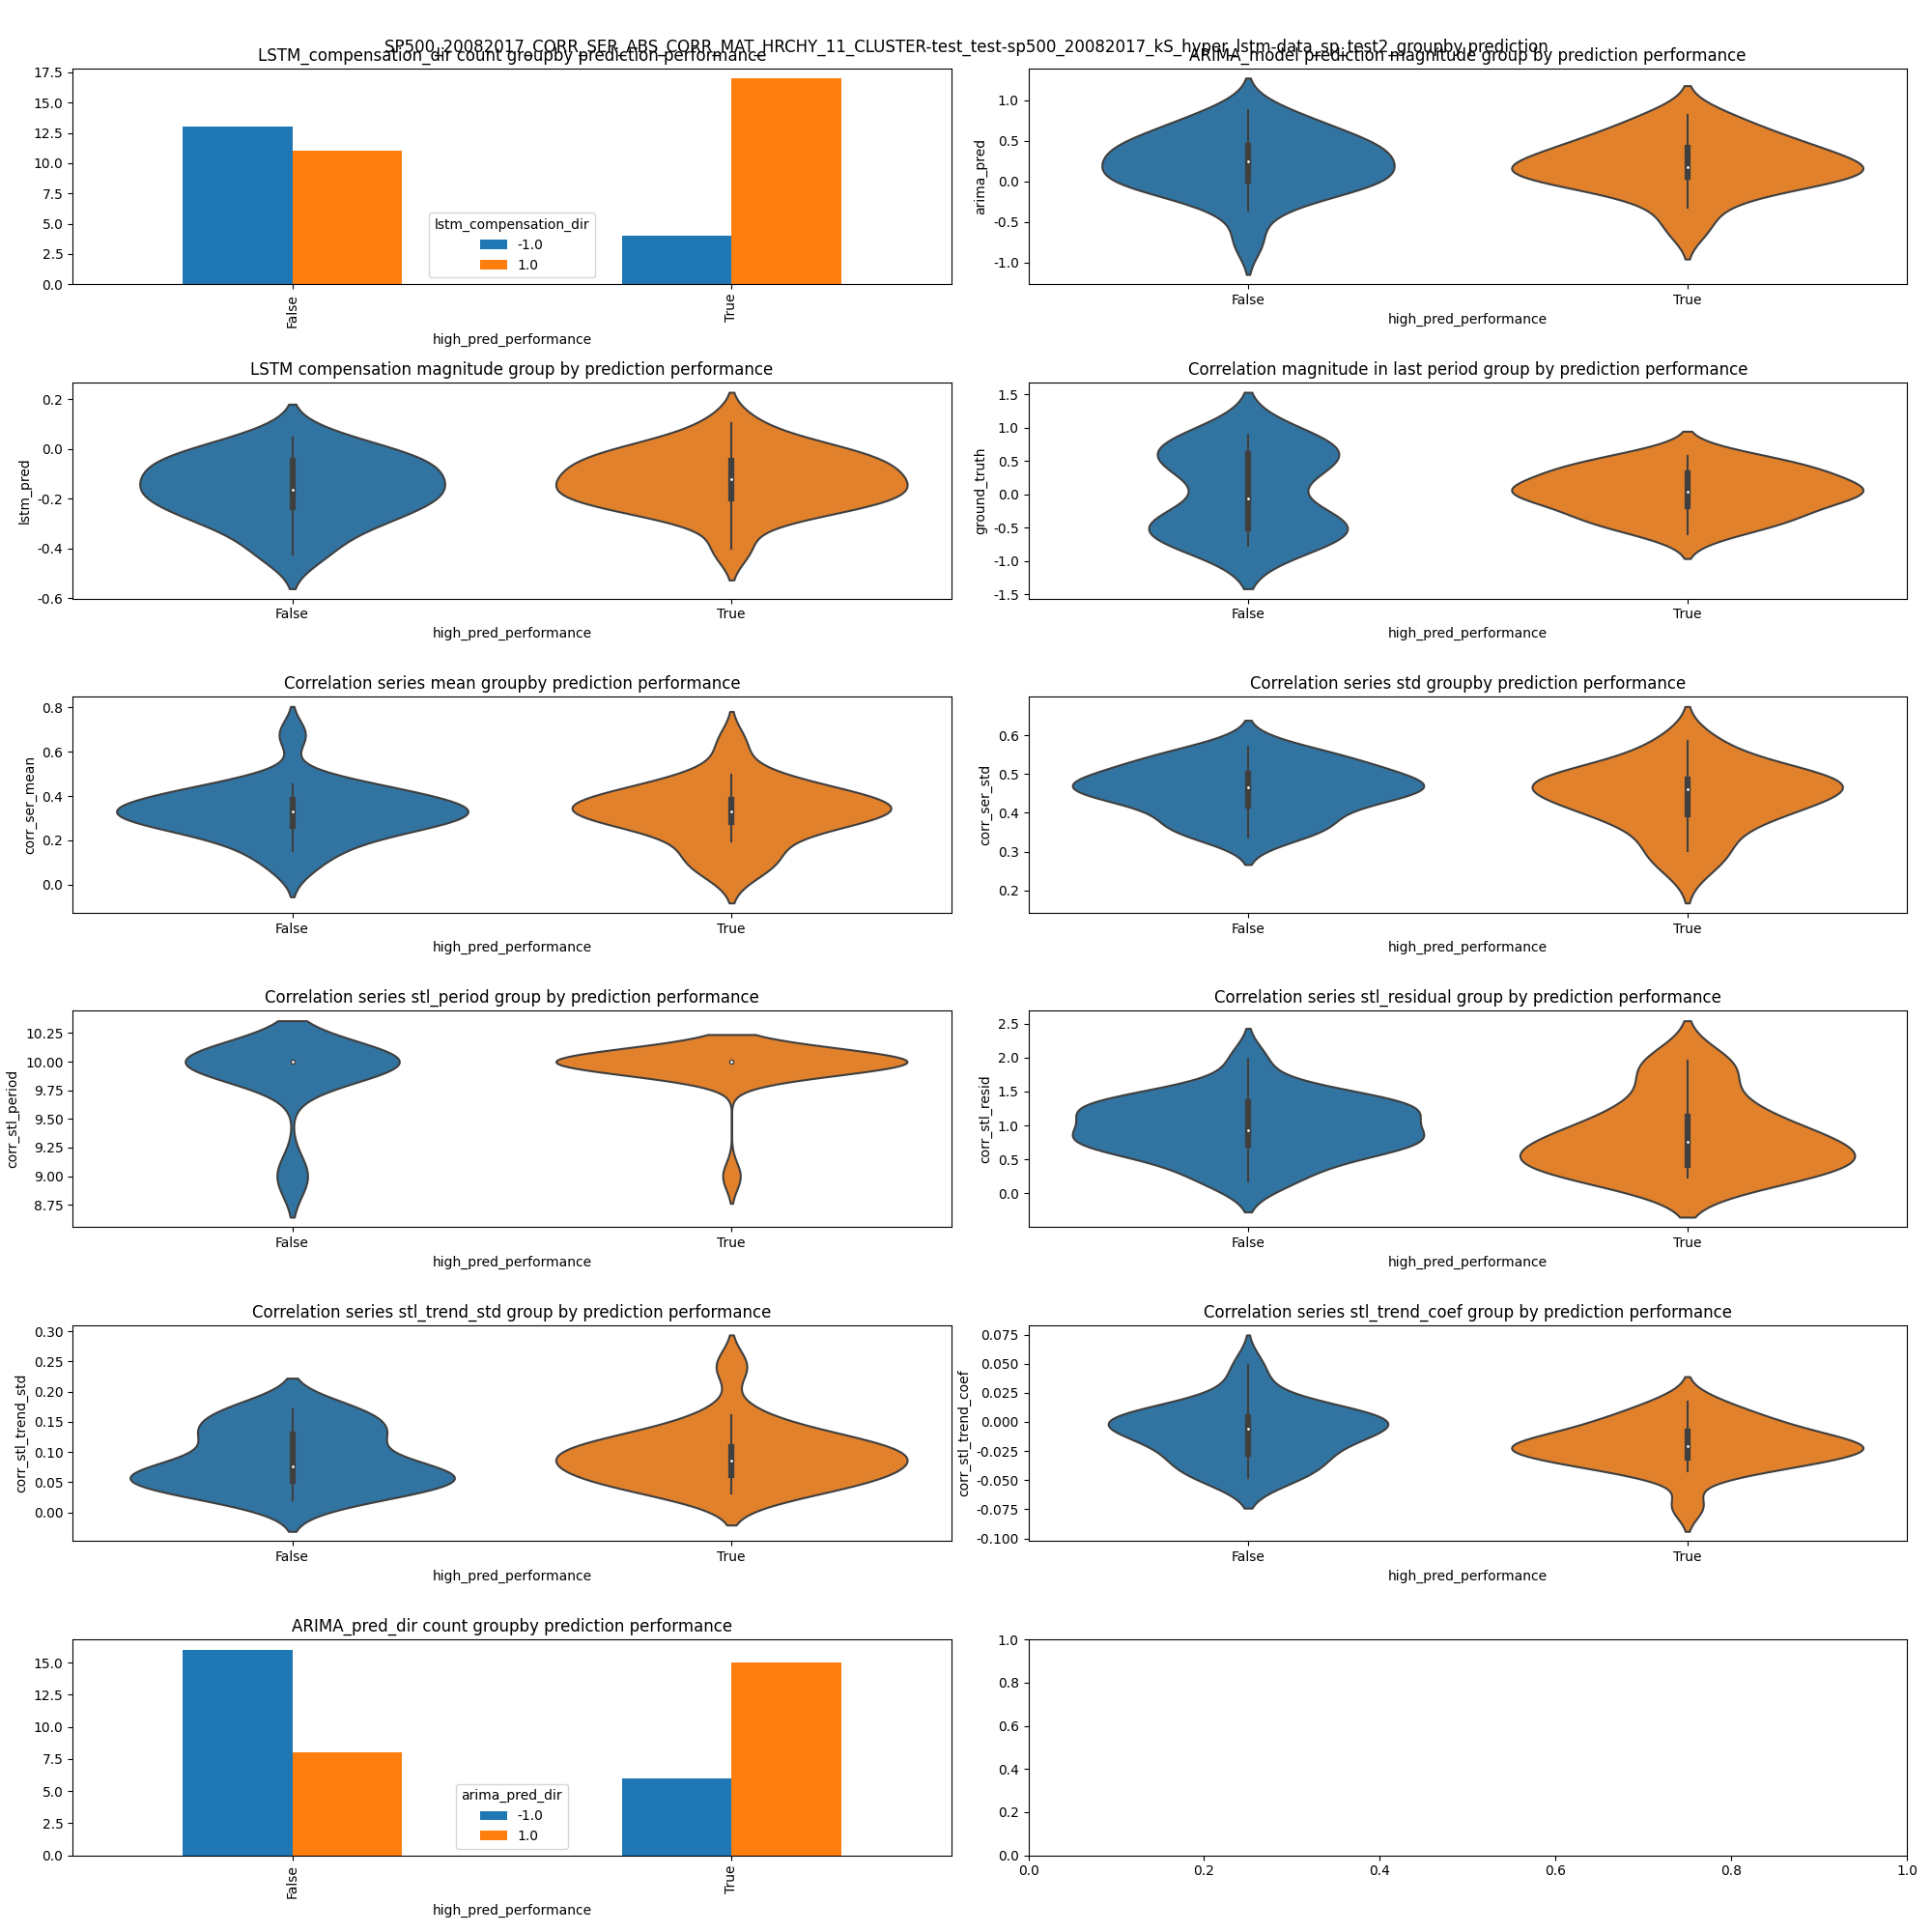 SP500_20082017_CORR_SER_ABS_CORR_MAT_HRCHY_11_CLUSTER-test_test-sp500_20082017_kS_hyper_lstm-data_sp_test2_groupby prediction
LSTM_compensation_dir count groupby prediction performance
17.5
15.0
12.5
10.0
7.5
5.0
2.5
0.0
lstm_compensation_dir
-1.0
1.0
False
True
high_pred_performance
ARIMA_model prediction magnitude group by prediction performance
arima_pred
1.0
0.5
0.0
-0.5
-1.0
False
True
high_pred_performance
LSTM compensation magnitude group by prediction performance
lstm_pred
0.2
0.0
-0.2
-0.4
-0.6
False
True
high_pred_performance
Correlation magnitude in last period group by prediction performance
ground_truth
1.5
1.0
0.5
0.0
-0.5
-1.0
-1.5
False
True
high_pred_performance
Correlation series mean groupby prediction performance
corr_ser_mean
0.8
0.6
0.4
0.2
0.0
False
True
high_pred_performance
Correlation series std groupby prediction performance
corr_ser_std
0.6
0.5
0.4
0.3
0.2
False
True
high_pred_performance
Correlation series stl_period group by prediction performance
corr_stl_period
10.25
10.00
9.75
9.50
9.25
9.00
8.75
False
True
high_pred_performance
Correlation series stl_residual group by prediction performance
corr_stl_resid
2.5
2.0
1.5
1.0
0.5
0.0
False
True
high_pred_performance
Correlation series stl_trend_std group by prediction performance
corr_stl_trend_std
0.30
0.25
0.20
0.15
0.10
0.05
0.00
False
True
high_pred_performance
Correlation series stl_trend_coef group by prediction performance
corr_stl_trend_coef
0.075
0.050
0.025
0.000
-0.025
-0.050
-0.075
-0.100
False
True
high_pred_performance
ARIMA_pred_dir count groupby prediction performance
15.0
12.5
10.0
7.5
5.0
2.5
0.0
arima_pred_dir
-1.0
1.0
False
True
high_pred_performance
1.0
0.8
0.6
0.4
0.2
0.0
0.0 0.2 0.4 0.6 0.8 1.0